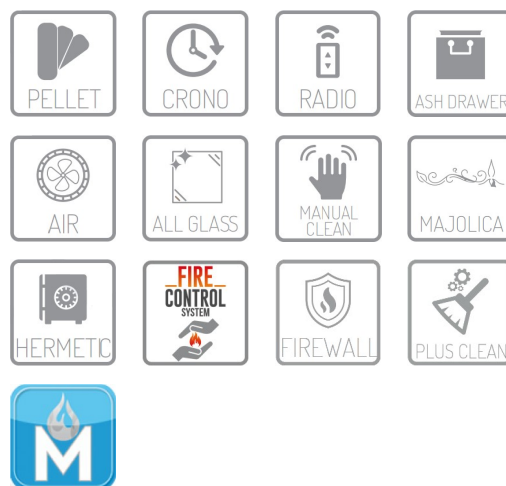 PELLET
CRONO
RADIO
ASH DRAWER
AIR
ALL GLASS
MANUAL
CLEAN
MAJOLICA
HERMETIC
FIRE
CONTROL
SYSTEM
FIREWALL
PLUS CLEAN
M